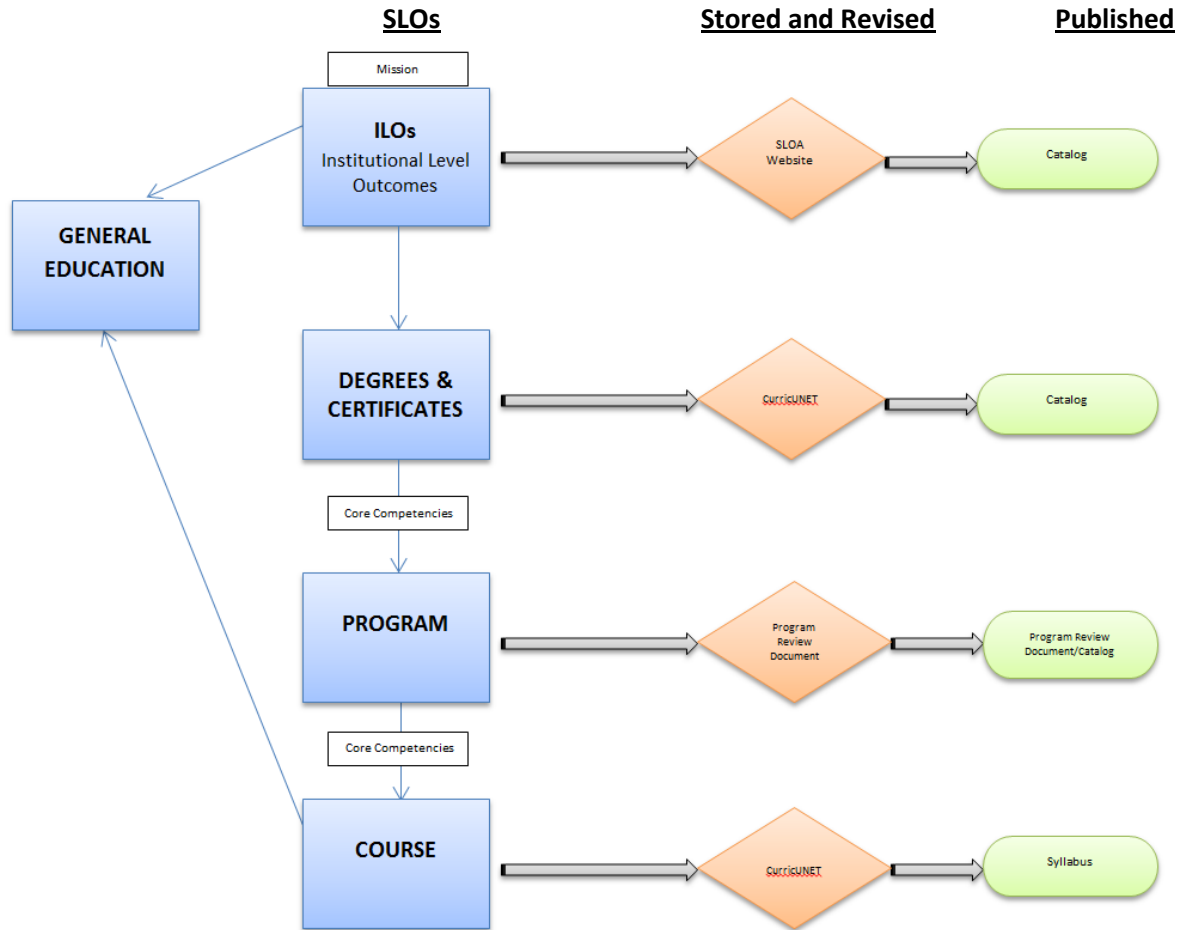 SLOs
Stored and Revised
Published
Mission
ILOs
Institutional Level
Outcomes
SLOA
Website
Catalog
GENERAL
EDUCATION
DEGREES &
CERTIFICATES
CurricUNET
Catalog
Core Competencies
PROGRAM
Program
Review
Document
Program Review
Document/Catalog
Core Competencies
COURSE
CurricUNET
Syllabus